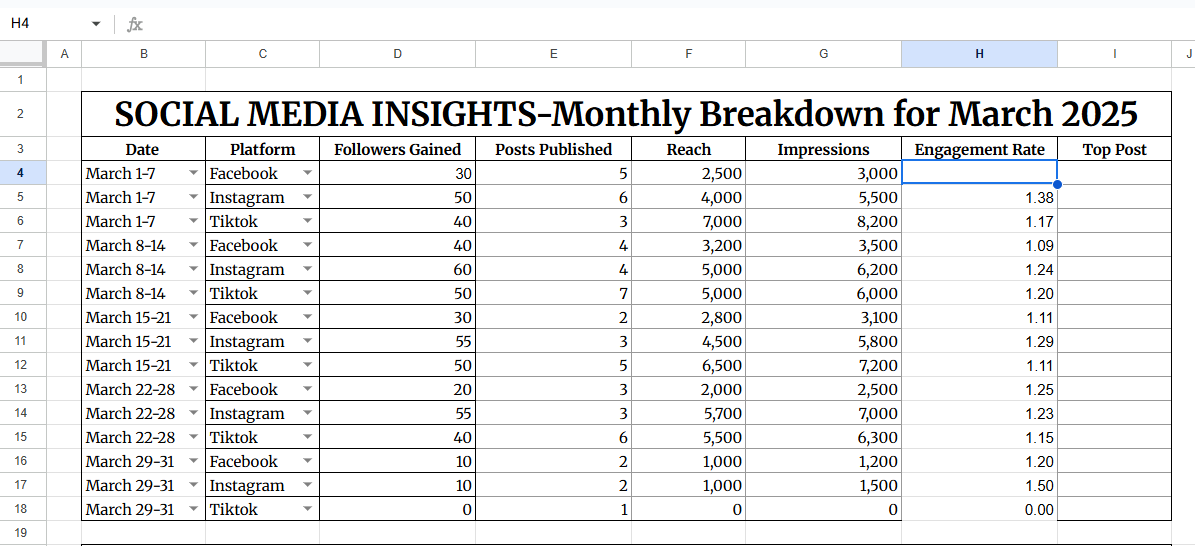 H4 fx
A B C D E F G H I J
1
2 SOCIAL MEDIA INSIGHTS-Monthly Breakdown for March 2025
3 Date Platform Followers Gained Posts Published Reach Impressions Engagement Rate Top Post
4 March 1-7 Facebook 30 5 2,500 3,000
5 March 1-7 Instagram 50 6 4,000 5,500 1.38
6 March 1-7 Tiktok 40 3 7,000 8,200 1.17
7 March 8-14 Facebook 40 4 3,200 3,500 1.09
8 March 8-14 Instagram 60 4 5,000 6,200 1.24
9 March 8-14 Tiktok 50 7 5,000 6,000 1.20
10 March 15-21 Facebook 30 2 2,800 3,100 1.11
11 March 15-21 Instagram 55 3 4,500 5,800 1.29
12 March 15-21 Tiktok 50 5 6,500 7,200 1.11
13 March 22-28 Facebook 20 3 2,000 2,500 1.25
14 March 22-28 Instagram 55 3 5,700 7,000 1.23
15 March 22-28 Tiktok 40 6 5,500 6,300 1.15
16 March 29-31 Facebook 10 2 1,000 1,200 1.20
17 March 29-31 Instagram 10 2 1,000 1,500 1.50
18 March 29-31 Tiktok 0 1 0 0 0.00
19